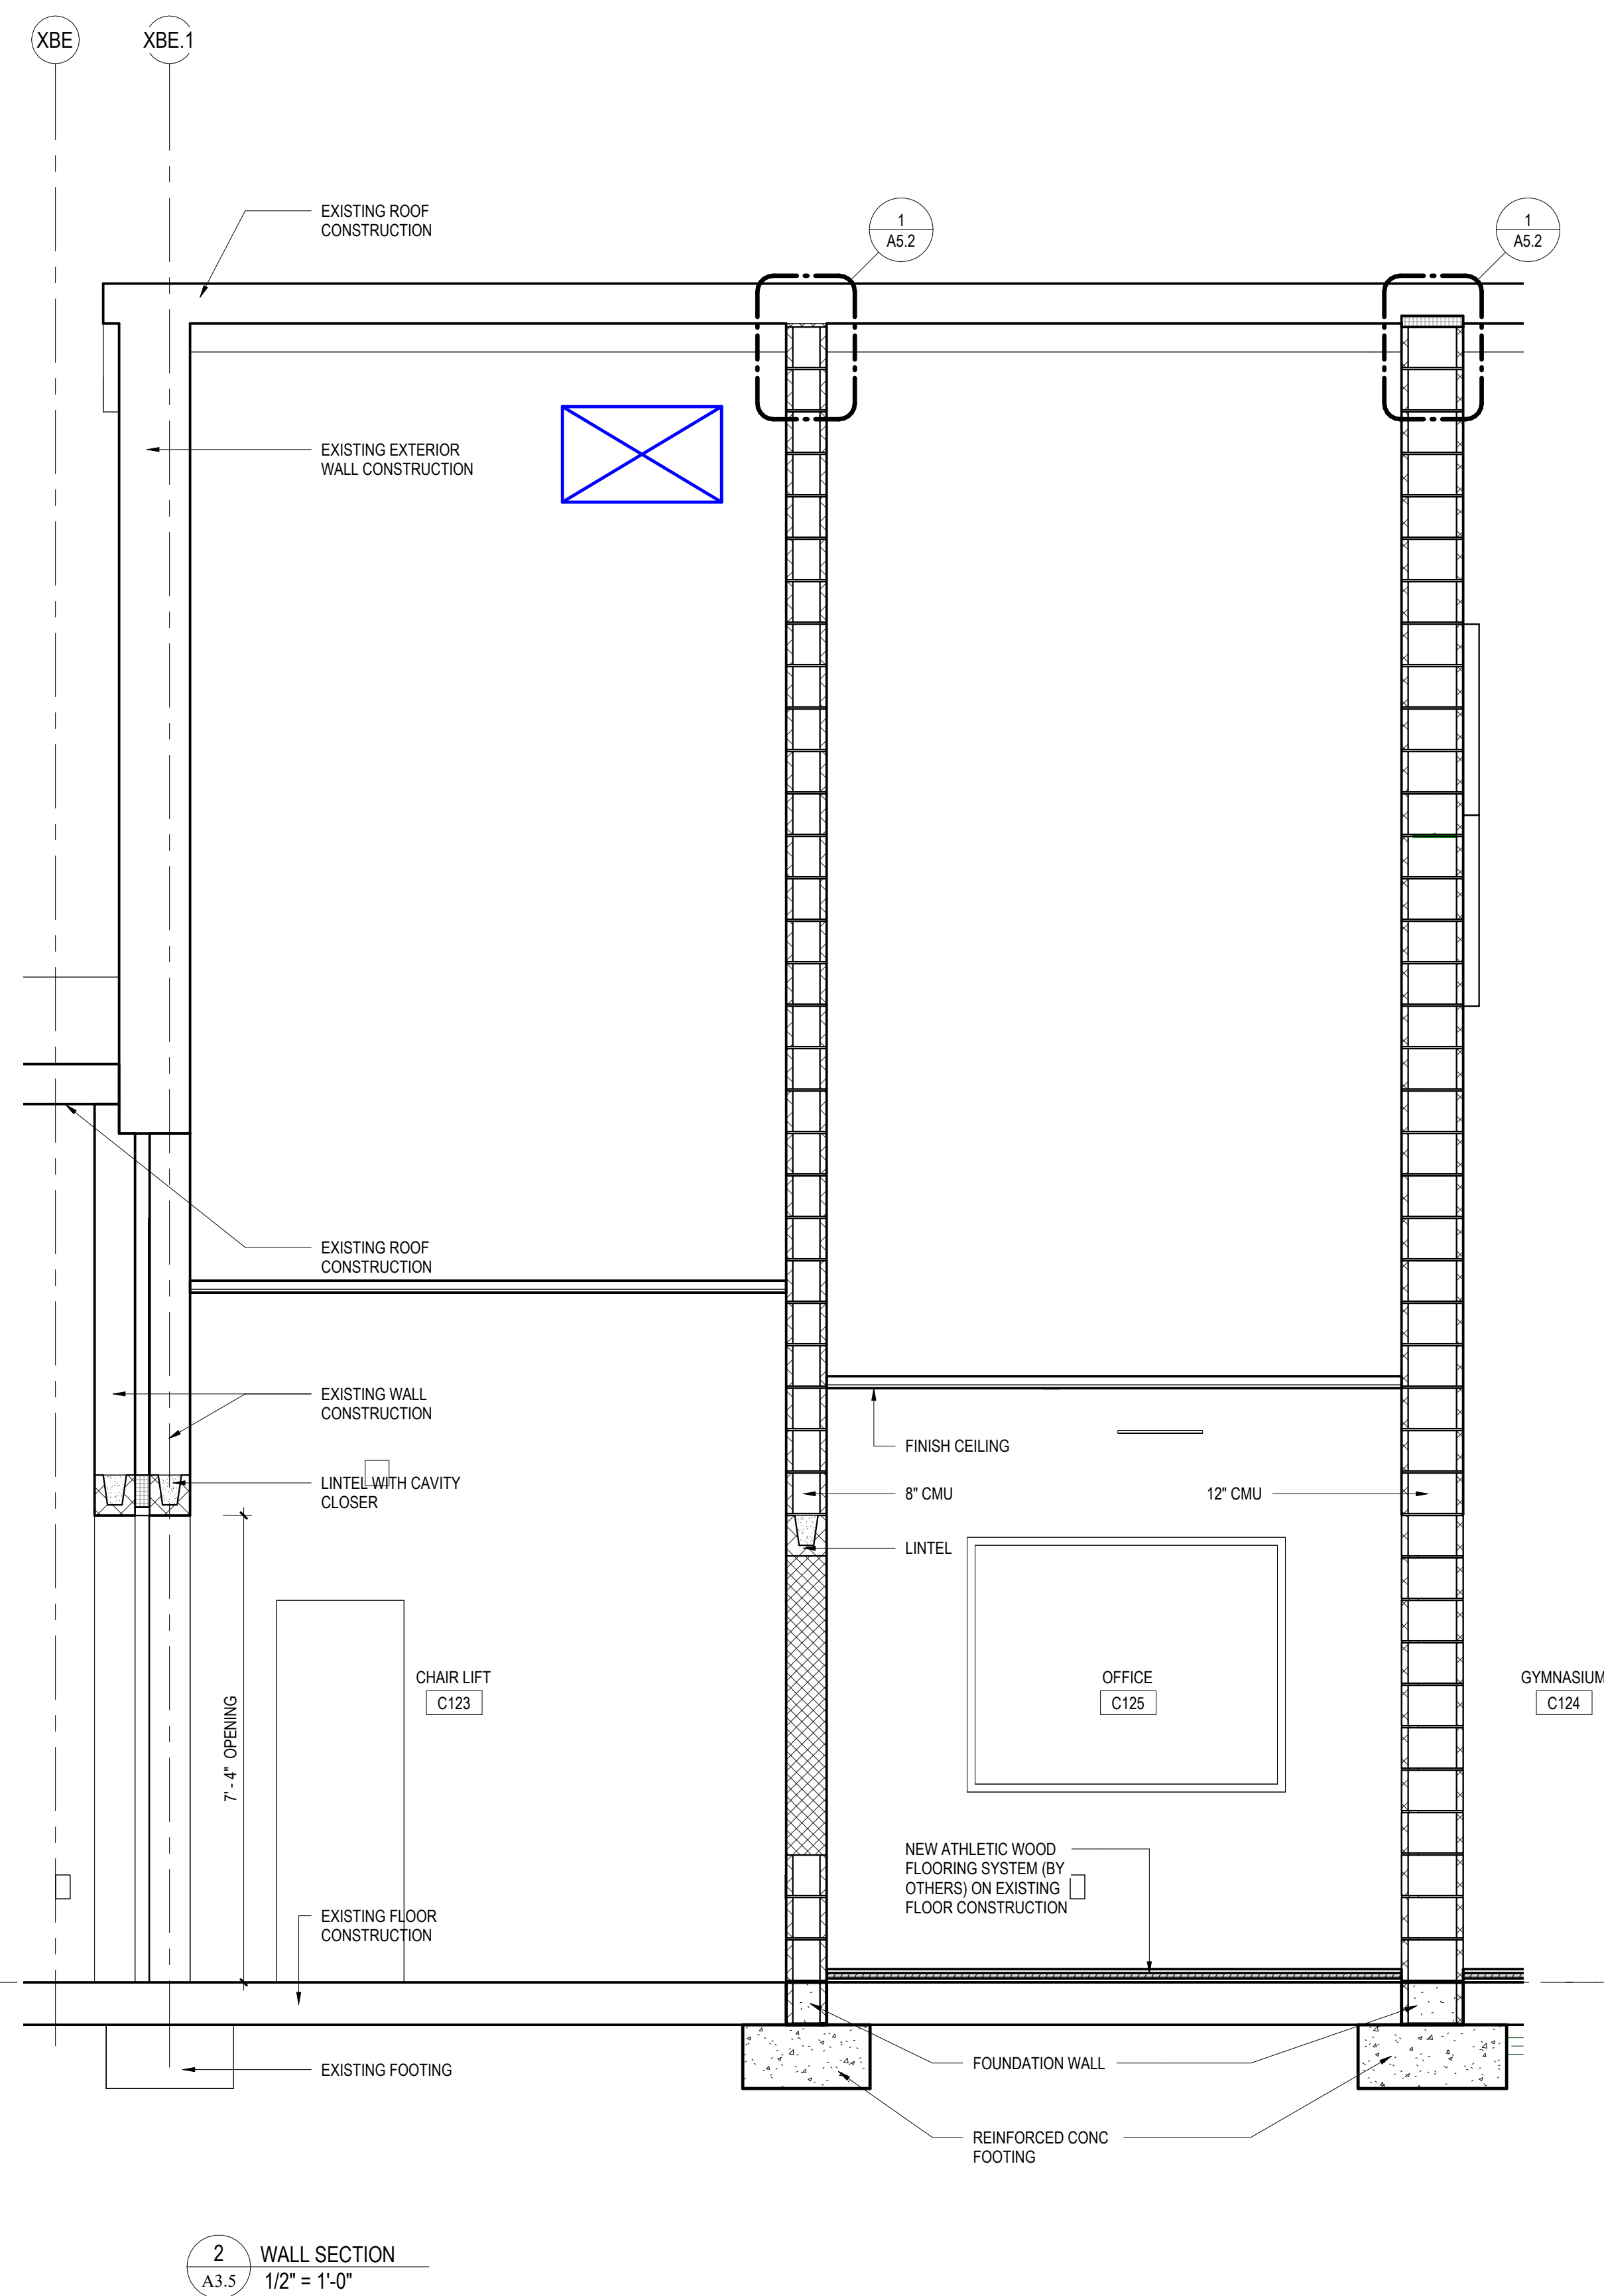 XBE
XBE.1
EXISTING ROOF
CONSTRUCTION
1
A5.2
1
A5.2
EXISTING EXTERIOR
WALL CONSTRUCTION
EXISTING ROOF
CONSTRUCTION
EXISTING WALL
CONSTRUCTION
LINTEL WITH CAVITY
CLOSER
FINISH CEILING
8" CMU
12" CMU
LINTEL
CHAIR LIFT
C123
OFFICE
C125
GYMNASIUM
C124
7' - 4" OPENING
NEW ATHLETIC WOOD
FLOORING SYSTEM (BY
OTHERS) ON EXISTING
FLOOR CONSTRUCTION
EXISTING FLOOR
CONSTRUCTION
EXISTING FOOTING
FOUNDATION WALL
REINFORCED CONC
FOOTING
2
A3.5
WALL SECTION
1/2" = 1'-0"